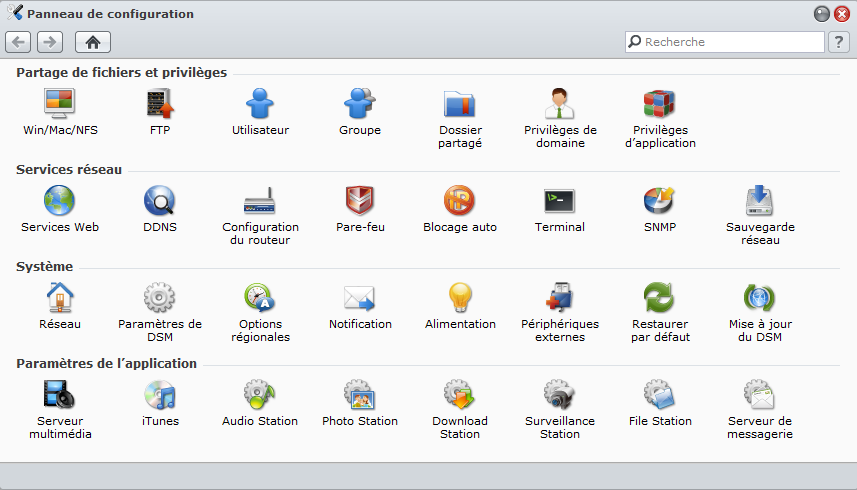 Panneau de configuration
Recherche
?
Partage de fichiers et privilèges
Win/Mac/NFS
FTP
Utilisateur
Groupe
Dossier
partagé
Privilèges de
domaine
Privilèges
d’application
Services réseau
Services Web
DDNS
Configuration
du routeur
Pare-feu
Blocage auto
Terminal
SNMP
Sauvegarde
réseau
Système
Réseau
Paramètres de
DSM
Options
régionales
Notification
Alimentation
Périphériques
externes
Restaurer
par défaut
Mise à jour
du DSM
Paramètres de l’application
Serveur
multimédia
iTunes
Audio Station
Photo Station
Download
Station
Surveillance
Station
File Station
Serveur de
messagerie